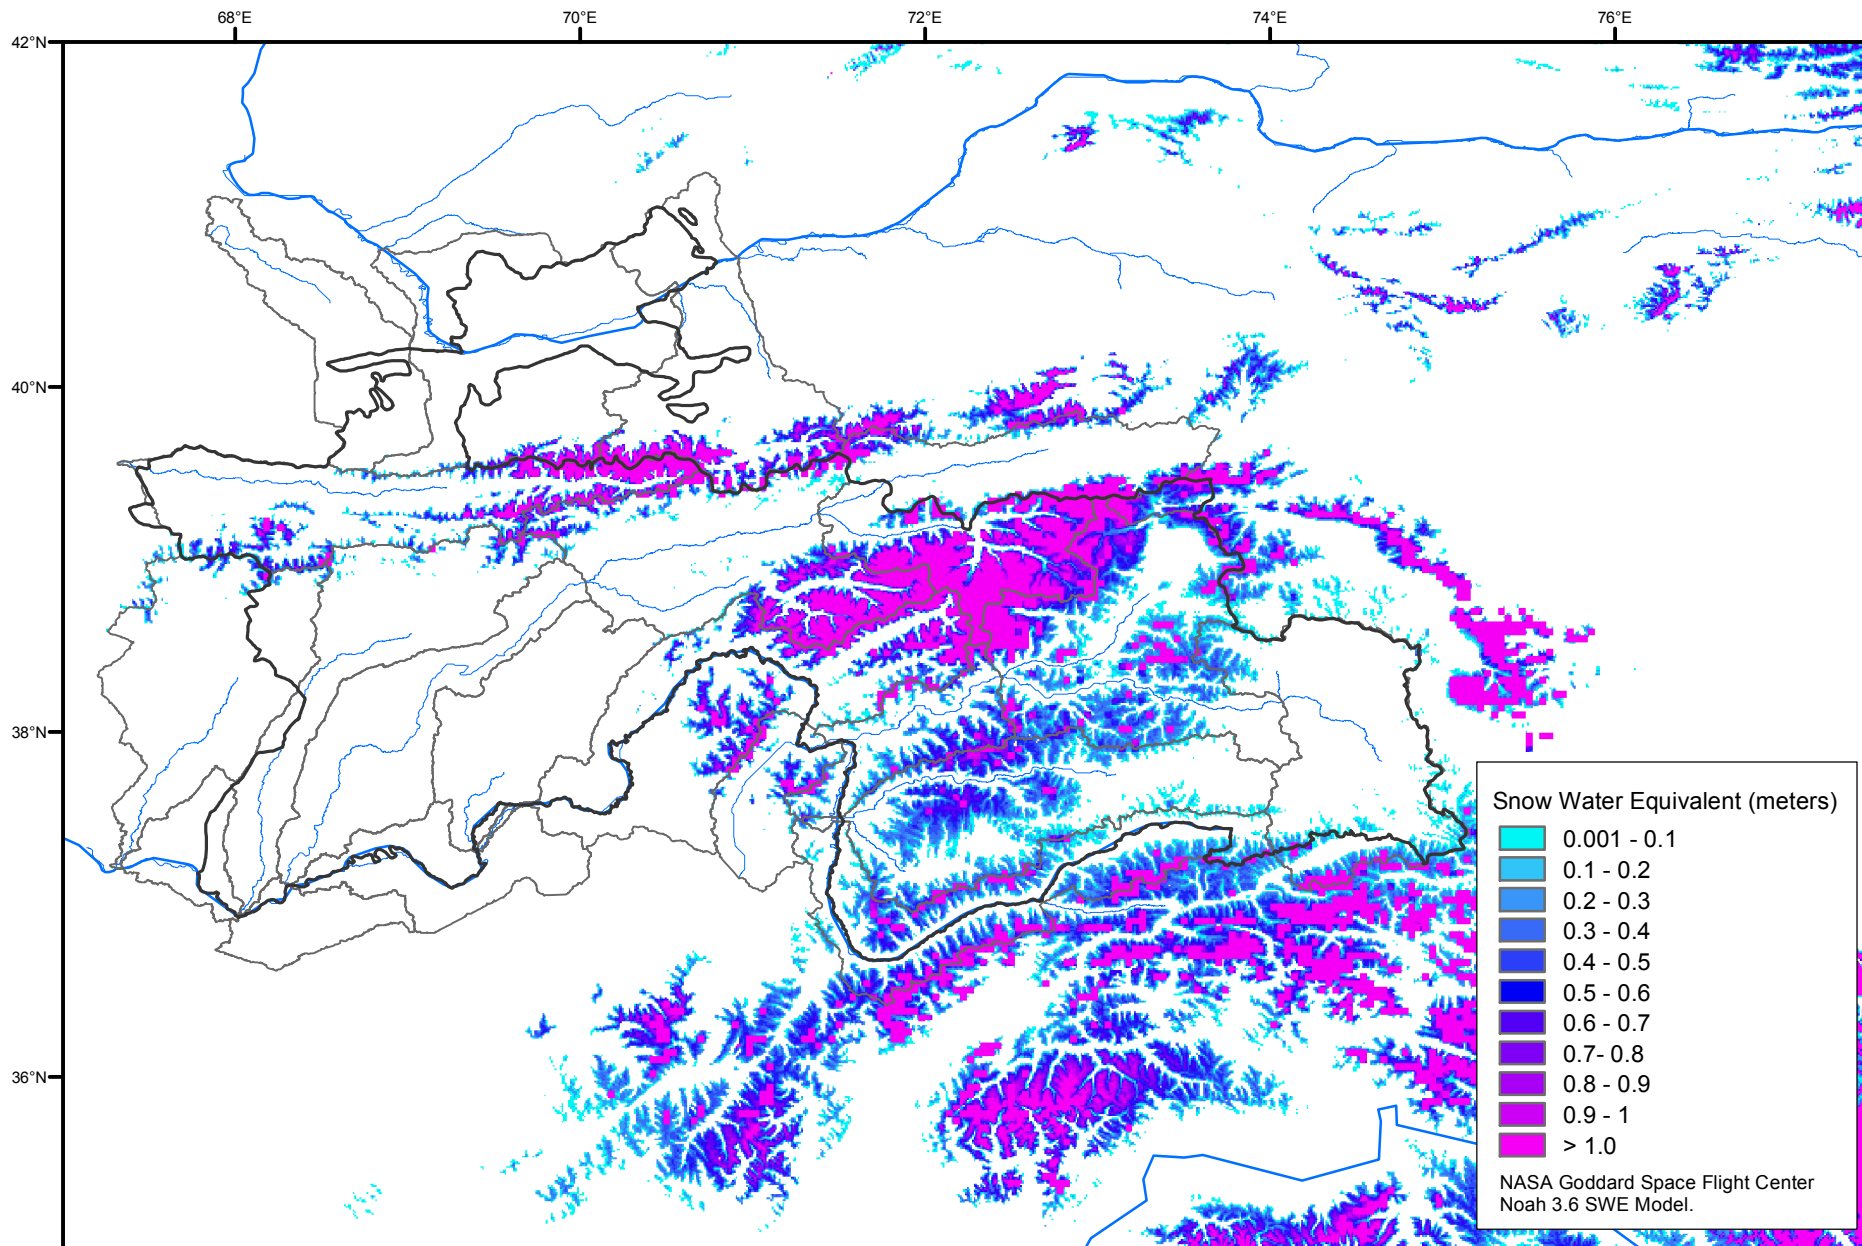 68°E
70°E
72°E
74°E
76°E
42°N
40°N
38°N
36°N
Snow Water Equivalent (meters)
0.001 - 0.1
0.1 - 0.2
0.2 - 0.3
0.3 - 0.4
0.4 - 0.5
0.5 - 0.6
0.6 - 0.7
0.7- 0.8
0.8 - 0.9
0.9 - 1
> 1.0
NASA Goddard Space Flight Center
Noah 3.6 SWE Model.